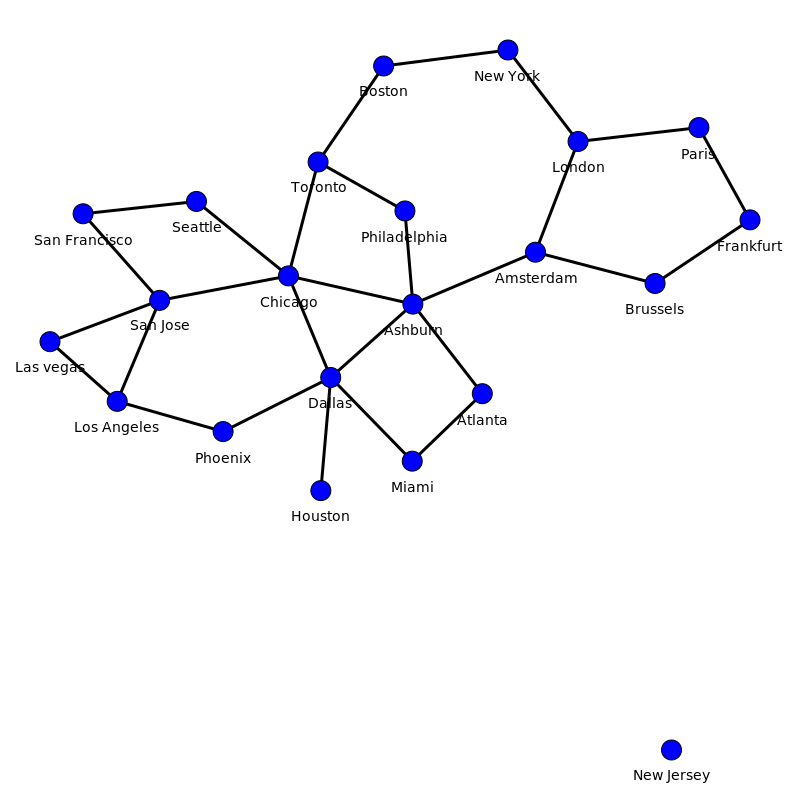 New York
Boston
Paris
London
Toronto
Seattle
Philadelphia
San Francisco
Frankfurt
Amsterdam
Chicago
Brussels
San Jose
Ashburn
Las vegas
Dallas
Atlanta
Los Angeles
Phoenix
Miami
Houston
New Jersey